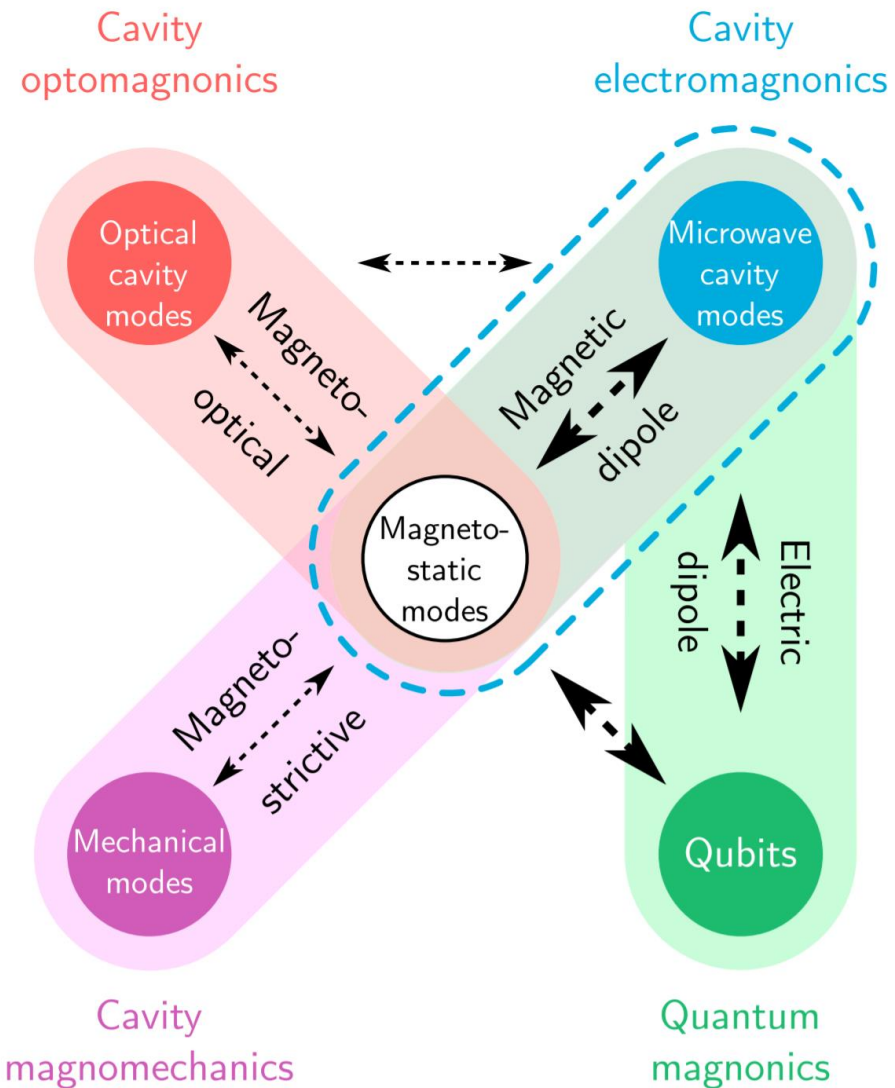 Cavity
optomagnonics
Cavity
electromagnonics
Optical
cavity
modes
Microwave
cavity
modes
Magneto-
optical
Magnetic
dipole
Magneto-
static
modes
Electric
dipole
Magneto-
strictive
Mechanical
modes
Qubits
Cavity
magnomechanics
Quantum
magnonics